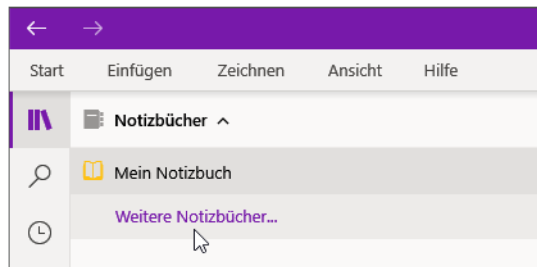 Start Einfügen Zeichnen Ansicht Hilfe
Notizbücher
Mein Notizbuch
Weitere Notizbücher...